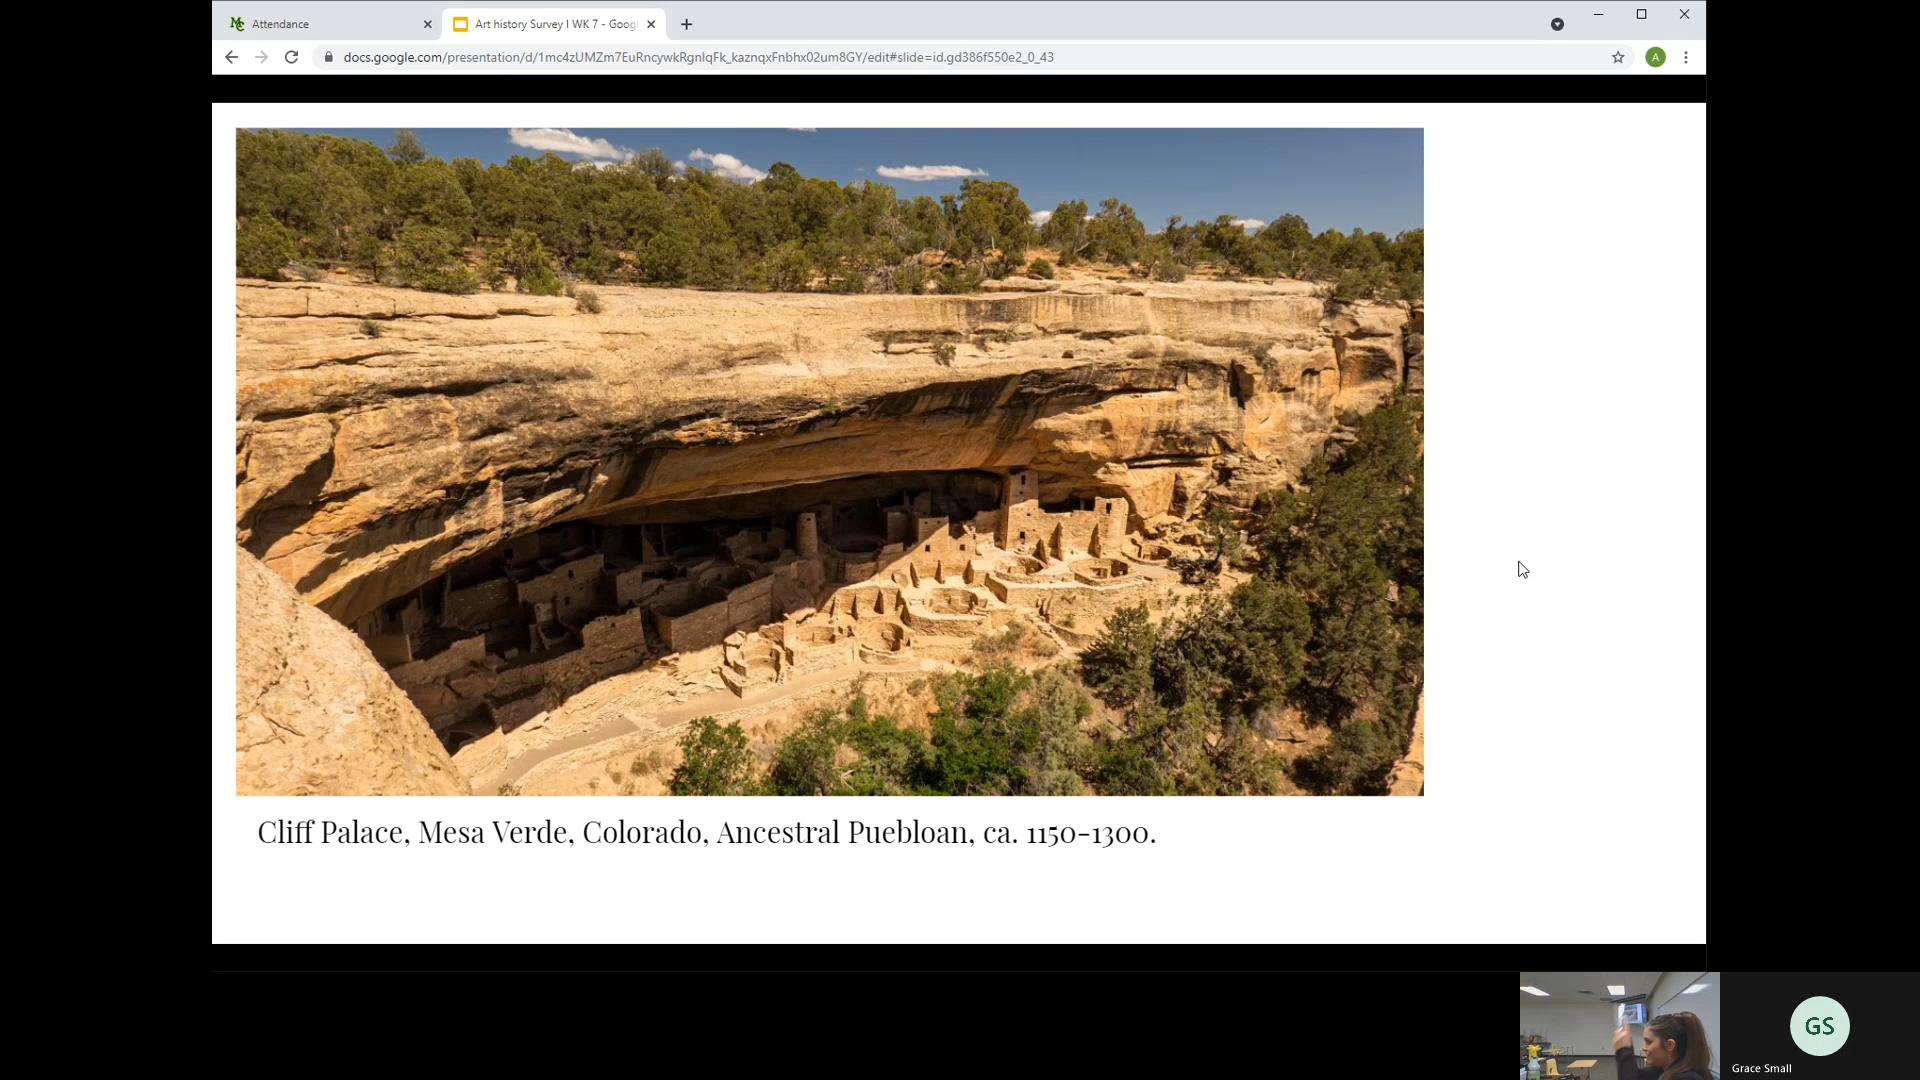 Attendance
Art history Survey I WK 7 - Goog
docs.google.com/presentation/d/1mc4zUMZm7EuRncywkRgnIqFk_kaznqxFnbhx02um8GY/edit#slide=id.gd386f550e2_0_43
A
Cliff Palace, Mesa Verde, Colorado, Ancestral Puebloan, ca. 1150-1300.
GS
Grace Small